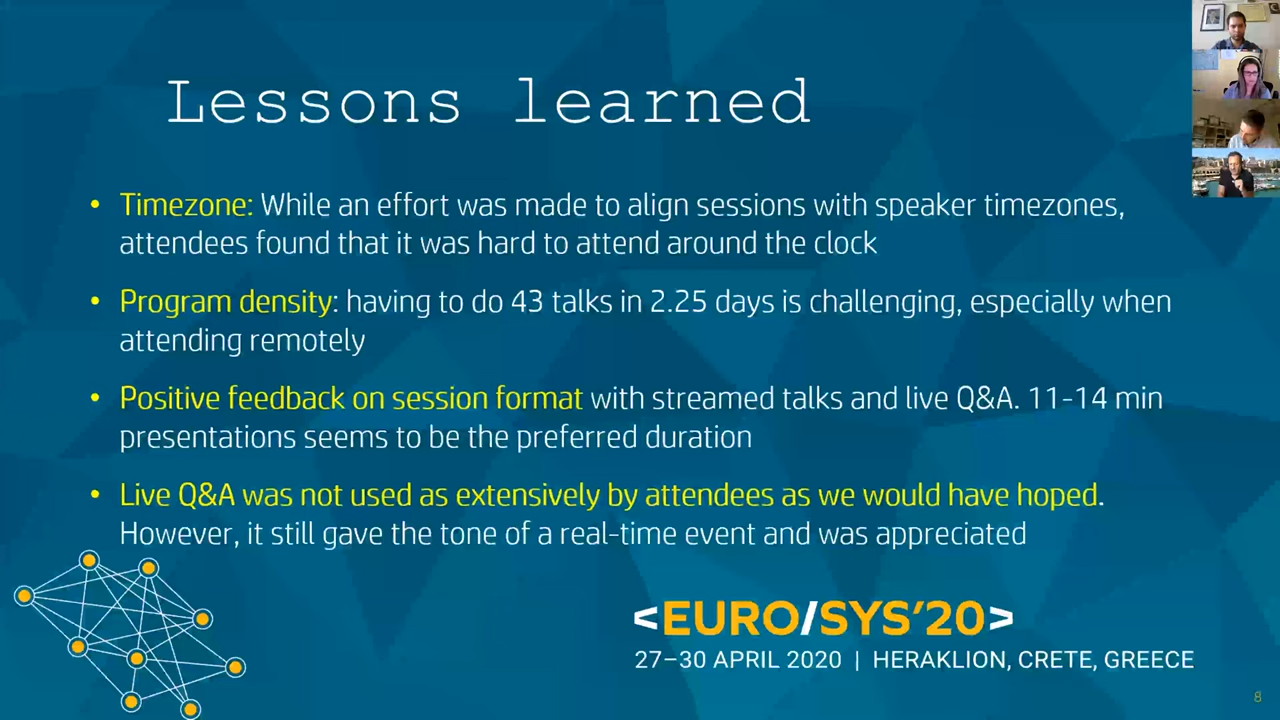 Lessons learned
• Timezone: While an effort was made to align sessions with speaker timezones,
attendees found that it was hard to attend around the clock
• Program density: having to do 43 talks in 2.25 days is challenging, especially when
attending remotely
• Positive feedback on session format with streamed talks and live Q&A. 11-14 min
presentations seems to be the preferred duration
• Live Q&A was not used as extensively by attendees as we would have hoped.
However, it still gave the tone of a real-time event and was appreciated
<EURO/SYS'20>
27–30 APRIL 2020 | HERAKLION, CRETE, GREECE
8